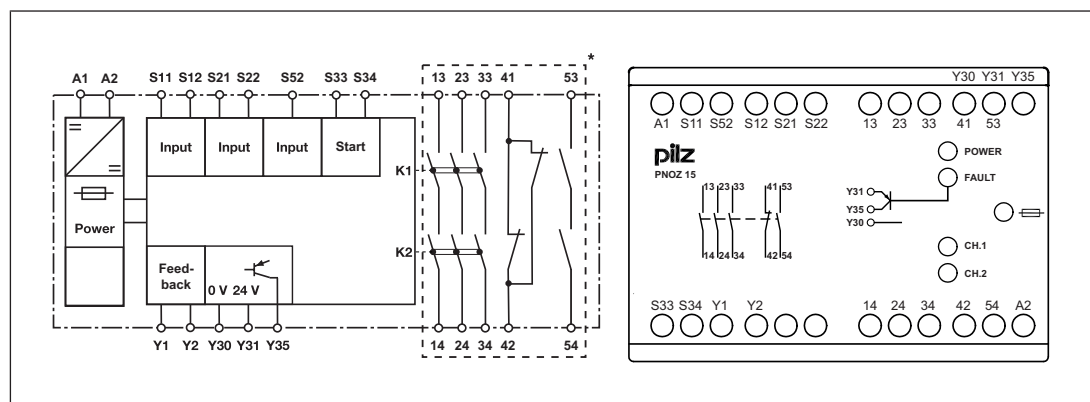 A1 A2 S11 S12 S21 S22 S52 S33 S34 13 23 33 41 53 *
= =
Input Input Input Start
K1
Power
K2
Feed-
back
0 V 24 V
Y1 Y2 Y30 Y31 Y35 14 24 34 42 54
Y30 Y31 Y35
A1 S11 S52 S12 S21 S22 13 23 33 41 53
pilz
PNOZ 15
POWER
FAULT
13 23 33 41 53
Y31
Y35
Y30
14 24 34 42 54
CH.1
CH.2
S33 S34 Y1 Y2 14 24 34 42 54 A2